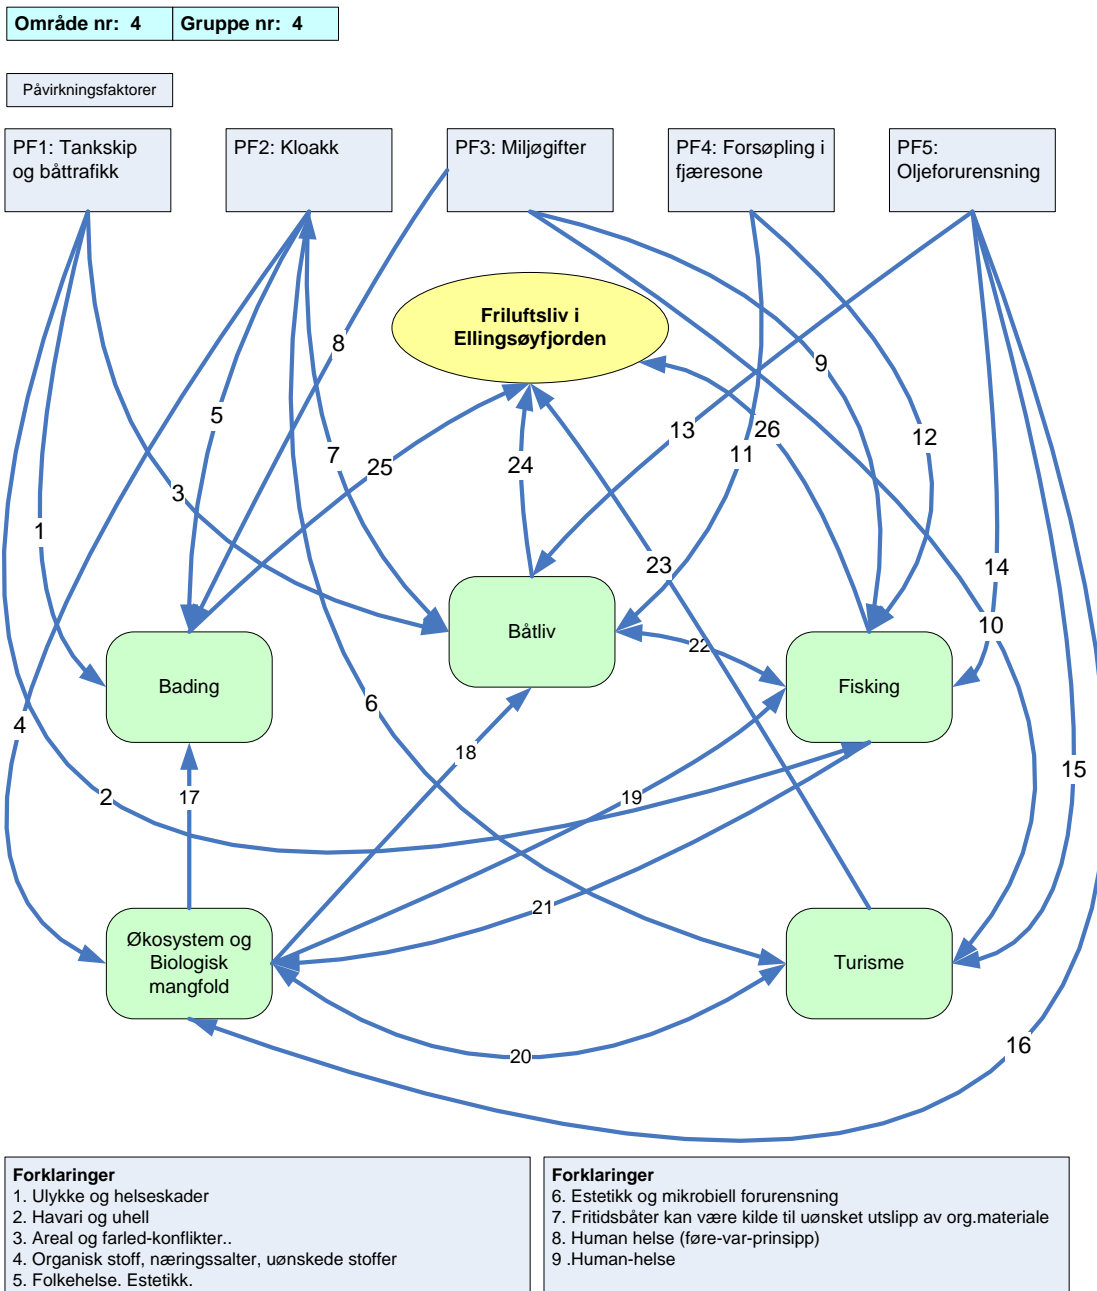 Område nr: 4 Gruppe nr: 4
Påvirkningsfaktorer
PF1: Tankskip
og båttrafikk
PF2: Kloakk
PF3: Miljøgifter
PF4: Forsøpling i
fjæresone
PF5:
Oljeforurensning
Friluftsliv i
Ellingsøyfjorden
8
9
5
13
26
12
7
11
25
24
3
1
23
14
10
Båtliv
22
Bading
Fisking
6
4
18
15
2
17
19
21
Økosystem og
Biologisk
mangfold
Turisme
20
16
Forklaringer
1. Ulykke og helseskader
2. Havari og uhell
3. Areal og farled-konflikter..
4. Organisk stoff, næringssalter, uønskede stoffer
5. Folkehelse. Estetikk.
Forklaringer
6. Estetikk og mikrobiell forurensning
7. Fritidsbåter kan være kilde til uønsket utslipp av org.materiale
8. Human helse (føre-var-prinsipp)
9 .Human-helse